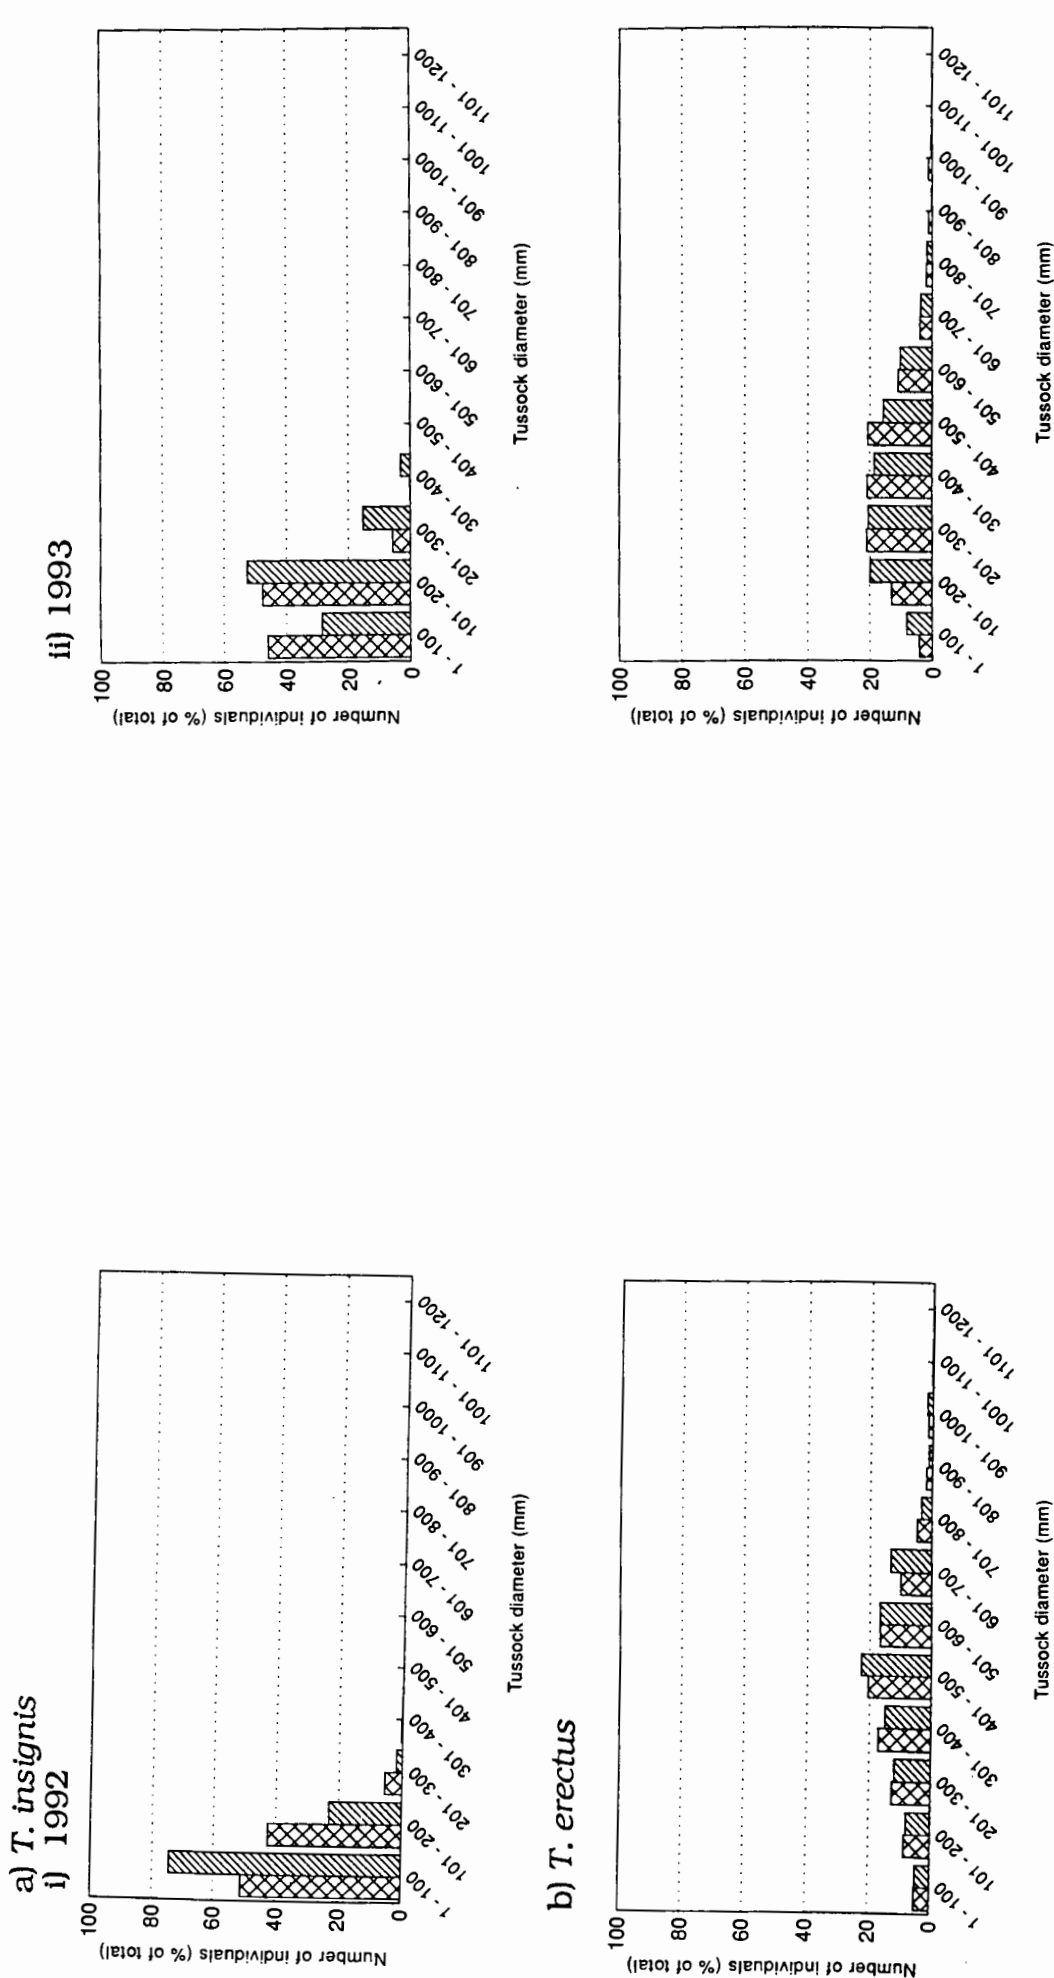 a) T. insignis
i) 1992
100
80
60
40
20
0
Number of individuals (% of total)
1 - 100
101 - 200
201 - 300
301 - 400
401 - 500
501 - 600
601 - 700
701 - 800
801 - 900
901 - 1000
1001 - 1100
1101 - 1200
Tussock diameter (mm)
ii) 1993
100
80
60
40
20
0
Number of individuals (% of total)
1 - 100
101 - 200
201 - 300
301 - 400
401 - 500
501 - 600
601 - 700
701 - 800
801 - 900
901 - 1000
1001 - 1100
1101 - 1200
Tussock diameter (mm)
b) T. erectus
100
80
60
40
20
0
Number of individuals (% of total)
1 - 100
101 - 200
201 - 300
301 - 400
401 - 500
501 - 600
601 - 700
701 - 800
801 - 900
901 - 1000
1001 - 1100
1101 - 1200
Tussock diameter (mm)
100
80
60
40
20
0
Number of individuals (% of total)
1 - 100
101 - 200
201 - 300
301 - 400
401 - 500
501 - 600
601 - 700
701 - 800
801 - 900
901 - 1000
1001 - 1100
1101 - 1200
Tussock diameter (mm)